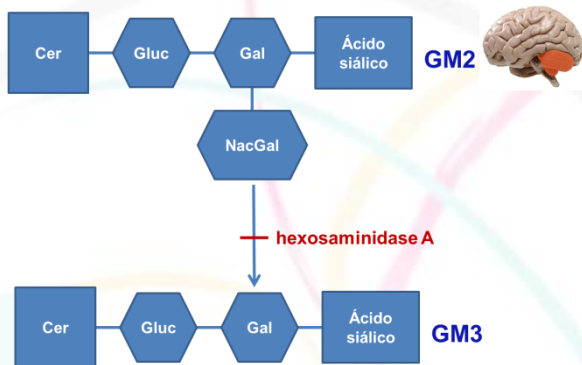 Cer
Gluc
Gal
Ácido
siálico
GM2
NacGal
hexosaminidase A
Cer
Gluc
Gal
Ácido
siálico
GM3